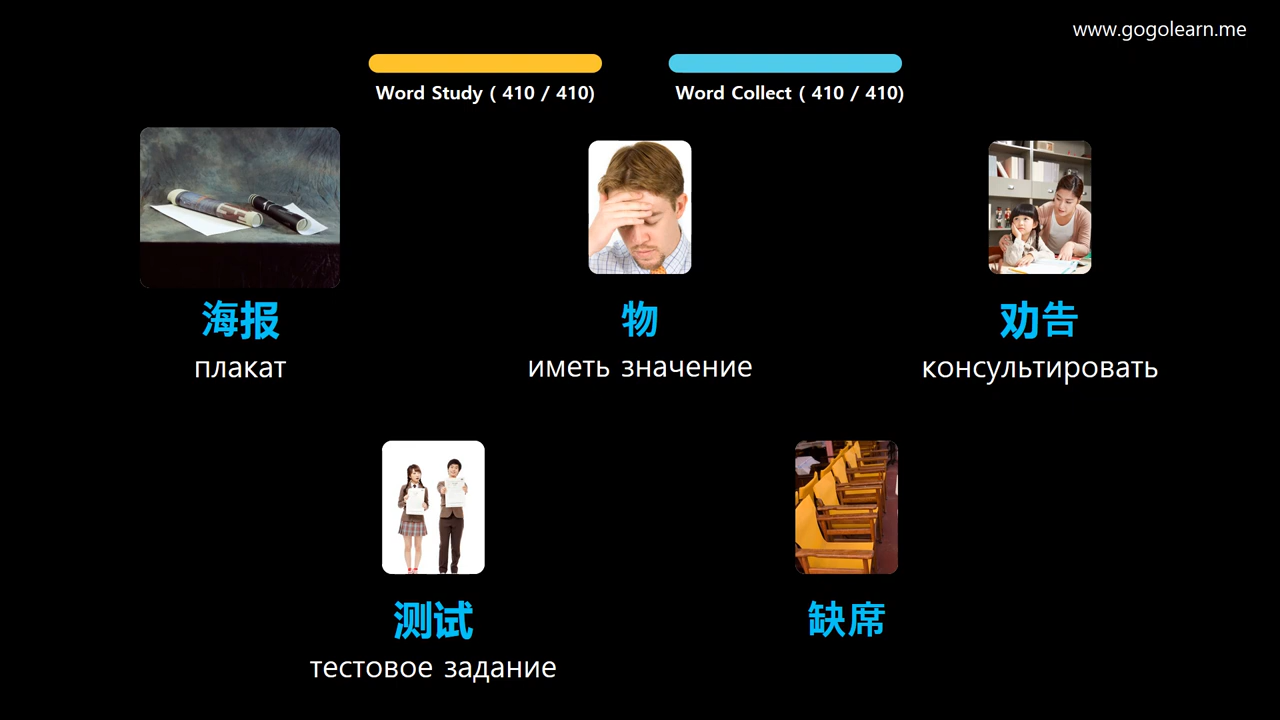 www.gogolearn.me
Word Study ( 410 / 410)
Word Collect ( 410 / 410)
海报
плакат
物
иметь значение
劝告
консультировать
测试
тестовое задание
缺席